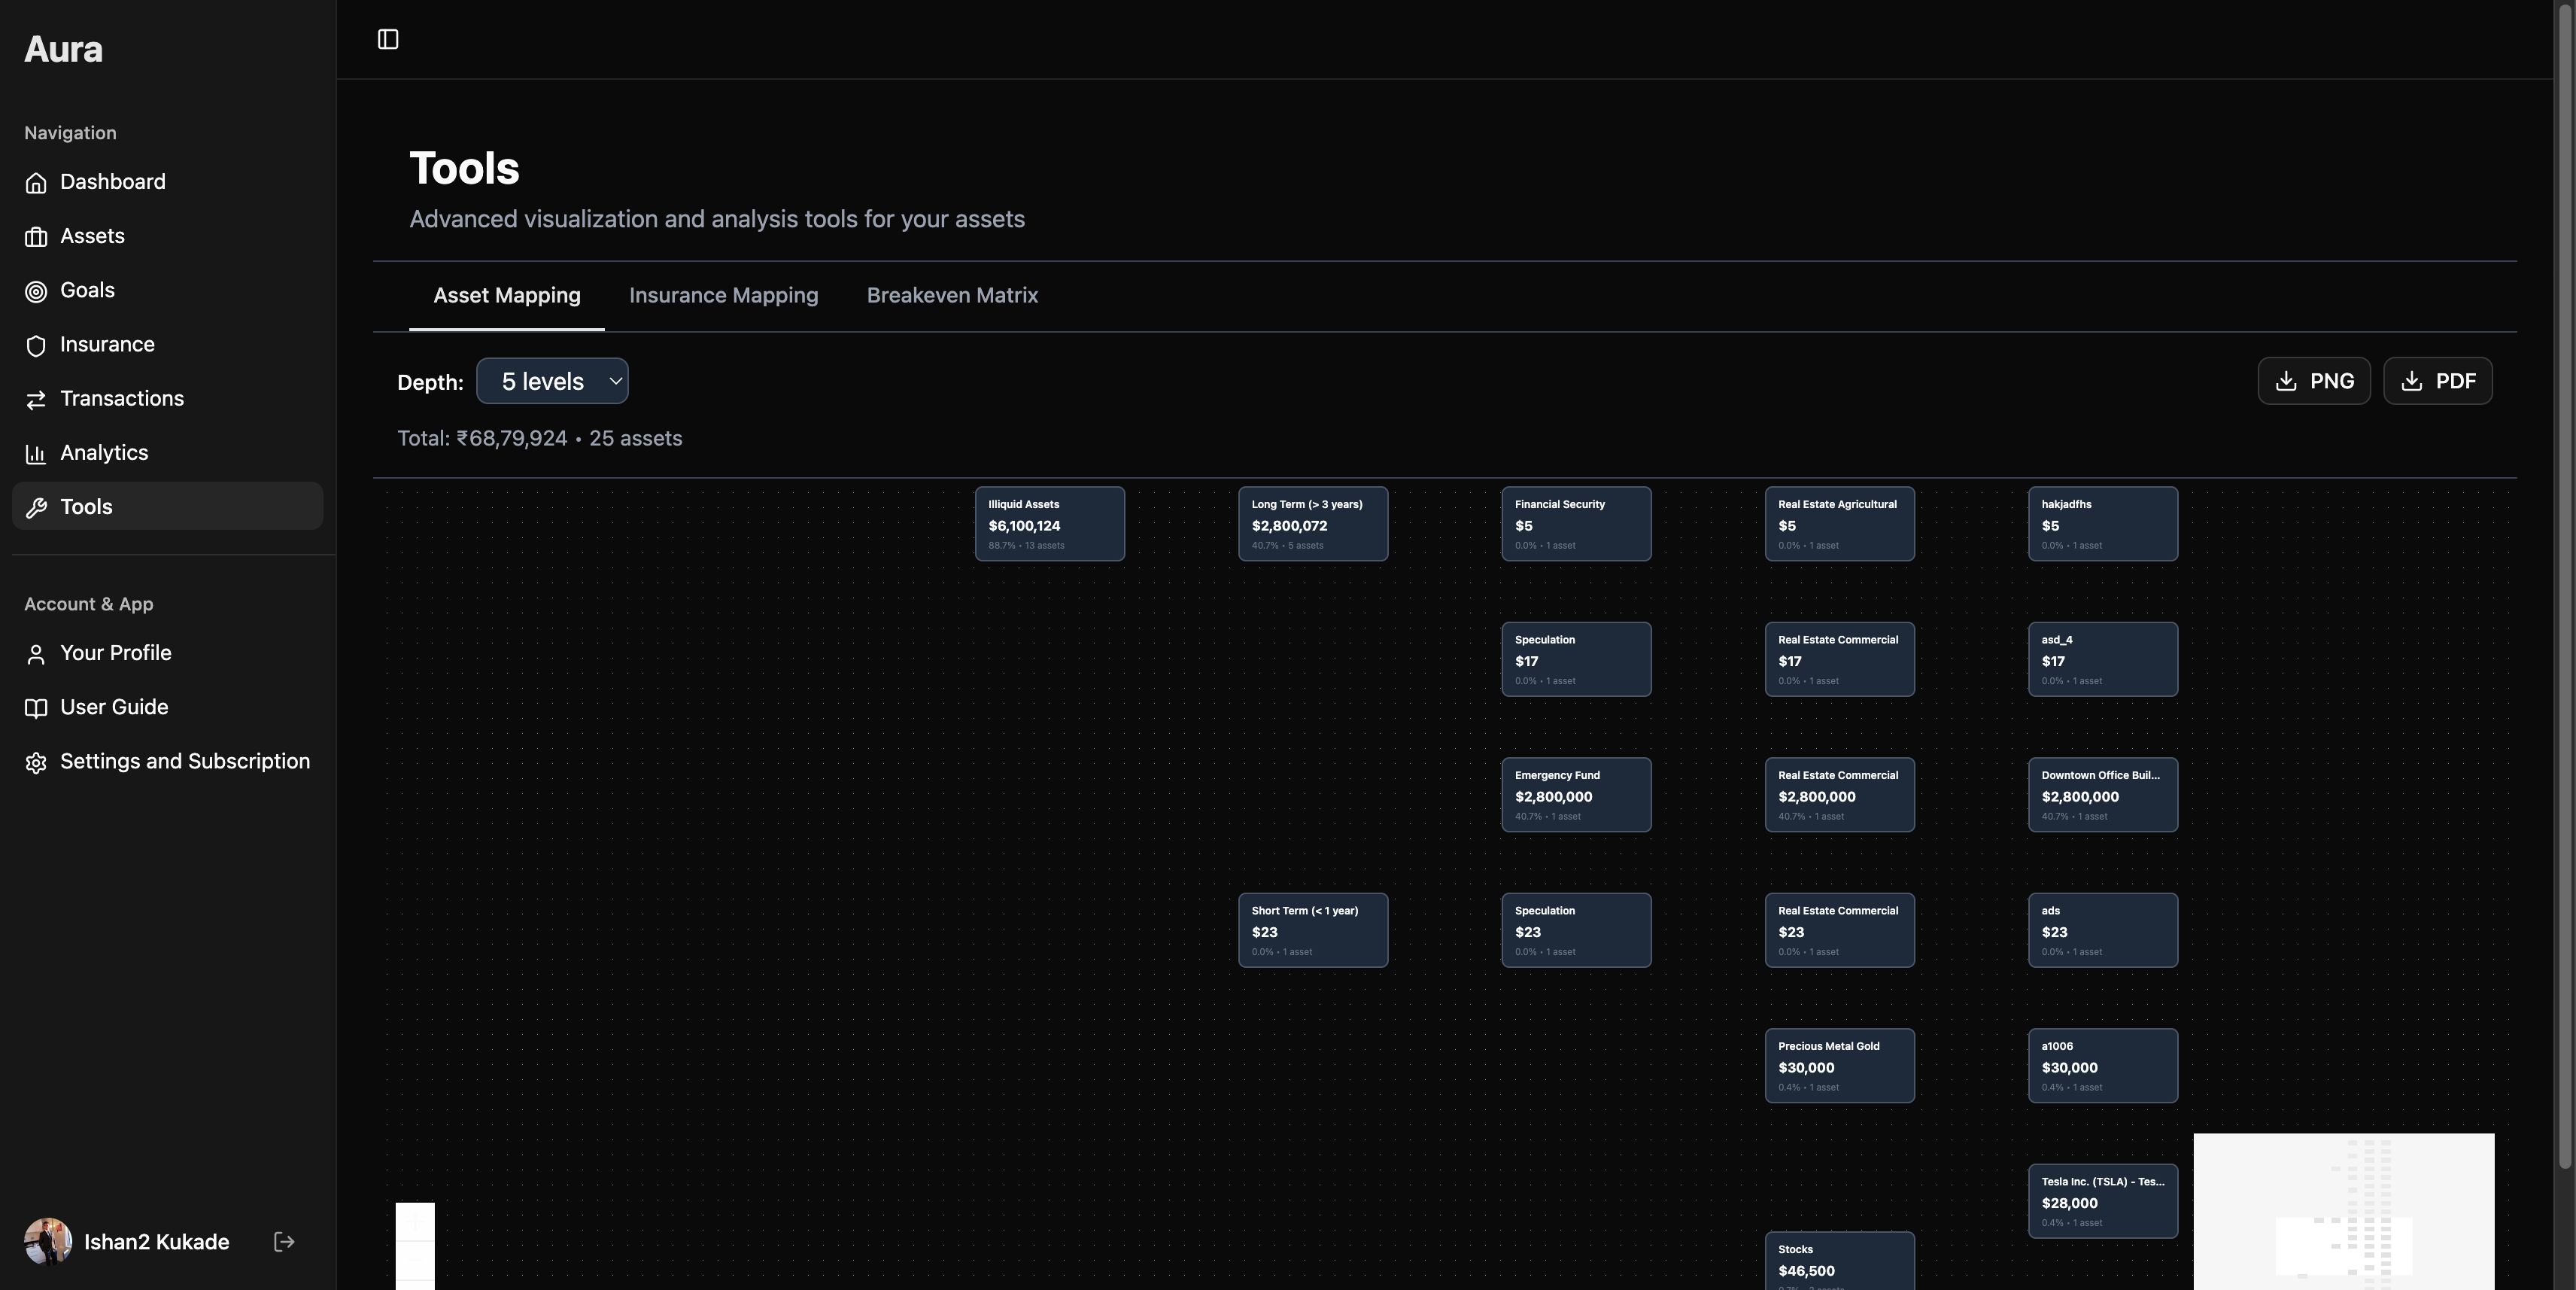 Aura
Navigation
Dashboard
Assets
Goals
Insurance
Transactions
Analytics
Tools
Account & App
Your Profile
User Guide
Settings and Subscription
Ishan2 Kukade
Tools
Advanced visualization and analysis tools for your assets
Asset Mapping
Insurance Mapping
Breakeven Matrix
Depth: 5 levels
PNG
PDF
Total: ₹68,79,924 • 25 assets
Illiquid Assets
$6,100,124
88.7% • 13 assets
Long Term (> 3 years)
$2,800,072
40.7% • 5 assets
Financial Security
$5
0.0% • 1 asset
Real Estate Agricultural
$5
0.0% • 1 asset
hakjadfhs
$5
0.0% • 1 asset
Speculation
$17
0.0% • 1 asset
Real Estate Commercial
$17
0.0% • 1 asset
asd_4
$17
0.0% • 1 asset
Emergency Fund
$2,800,000
40.7% • 1 asset
Real Estate Commercial
$2,800,000
40.7% • 1 asset
Downtown Office Buil...
$2,800,000
40.7% • 1 asset
Short Term (< 1 year)
$23
0.0% • 1 asset
Speculation
$23
0.0% • 1 asset
Real Estate Commercial
$23
0.0% • 1 asset
ads
$23
0.0% • 1 asset
Precious Metal Gold
$30,000
0.4% • 1 asset
a1006
$30,000
0.4% • 1 asset
Tesla Inc. (TSLA) - Tes...
$28,000
0.4% • 1 asset
Stocks
$46,500